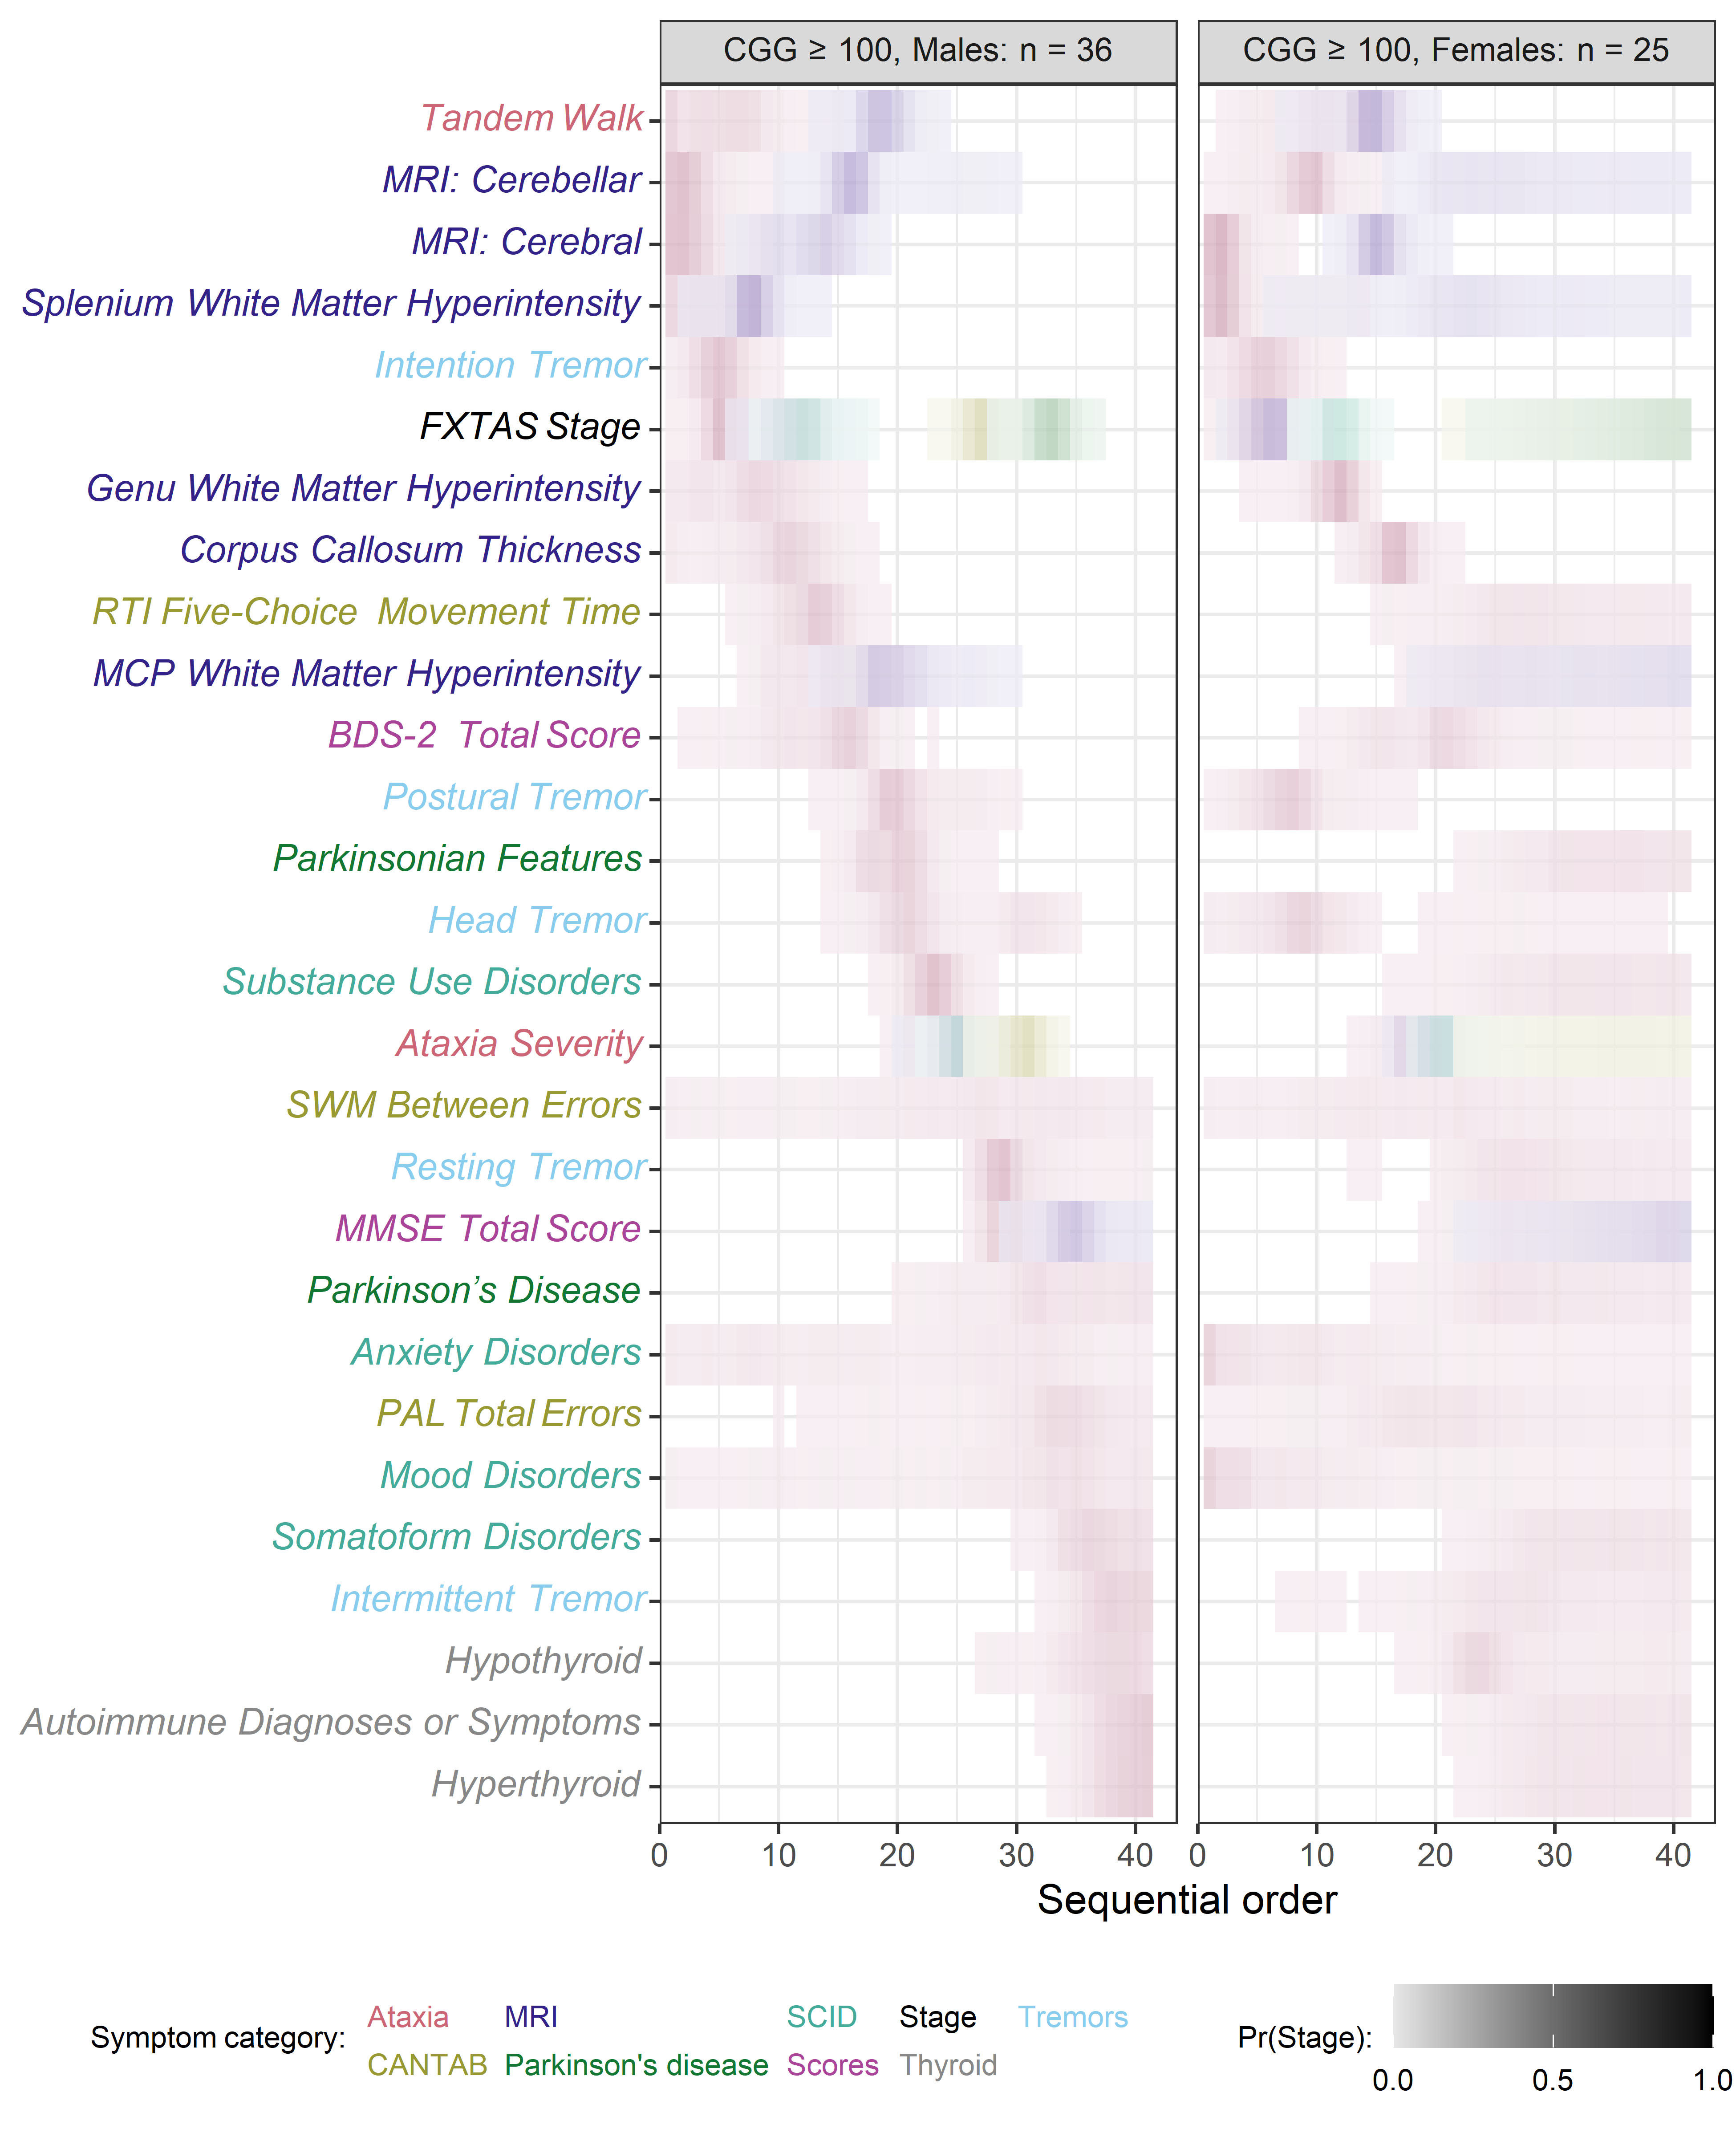 CGG ≥ 100, Males: n = 36
CGG ≥ 100, Females: n = 25
Tandem Walk
MRI: Cerebellar
MRI: Cerebral
Splenium White Matter Hyperintensity
Intention Tremor
FXTAS Stage
Genu White Matter Hyperintensity
Corpus Callosum Thickness
RTI Five-Choice Movement Time
MCP White Matter Hyperintensity
BDS-2 Total Score
Postural Tremor
Parkinsonian Features
Head Tremor
Substance Use Disorders
Ataxia Severity
SWM Between Errors
Resting Tremor
MMSE Total Score
Parkinson’s Disease
Anxiety Disorders
PAL Total Errors
Mood Disorders
Somatoform Disorders
Intermittent Tremor
Hypothyroid
Autoimmune Diagnoses or Symptoms
Hyperthyroid
0 10 20 30 40
0 10 20 30 40
Sequential order
Symptom category:
Ataxia MRI SCID Stage Tremors
CANTAB Parkinson's disease Scores Thyroid
Pr(Stage):
0.0 0.5 1.0